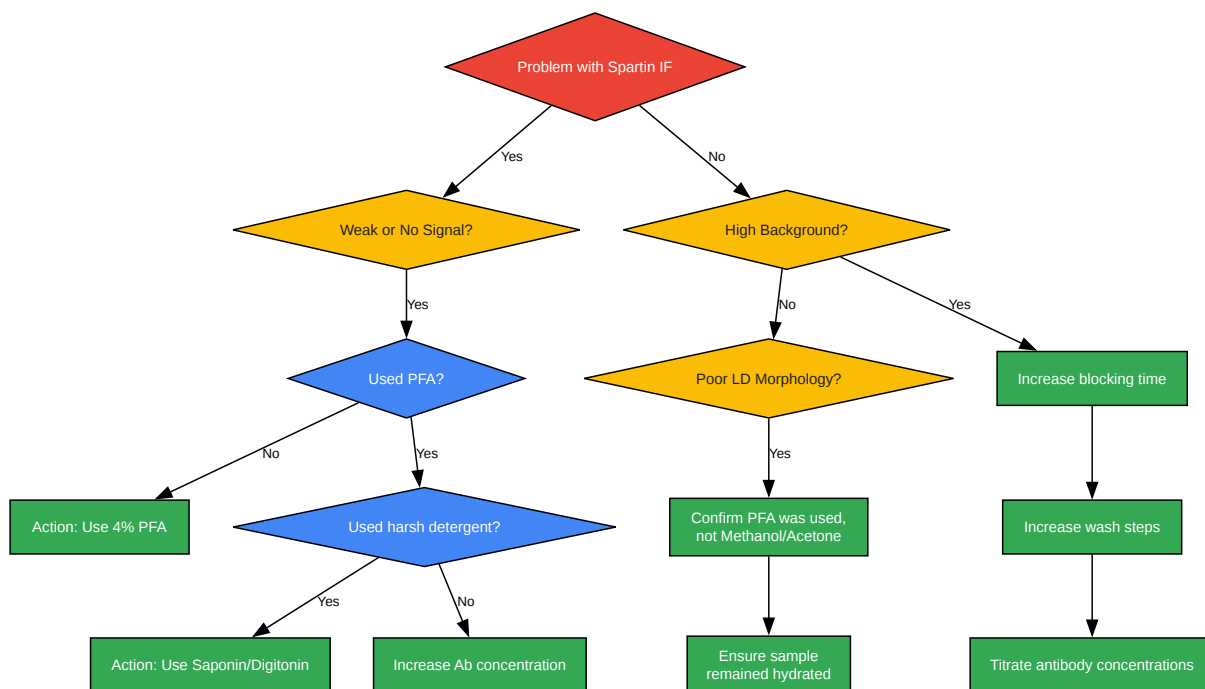 Problem with Spartin IF
Yes
No
Weak or No Signal?
High Background?
Yes
No
Yes
Used PFA?
Poor LD Morphology?
Increase blocking time
No
Yes
Yes
Action: Use 4% PFA
Used harsh detergent?
Confirm PFA was used,
not Methanol/Acetone
Increase wash steps
Yes
No
Action: Use Saponin/Digitonin
Increase Ab concentration
Ensure sample
remained hydrated
Titrate antibody concentrations